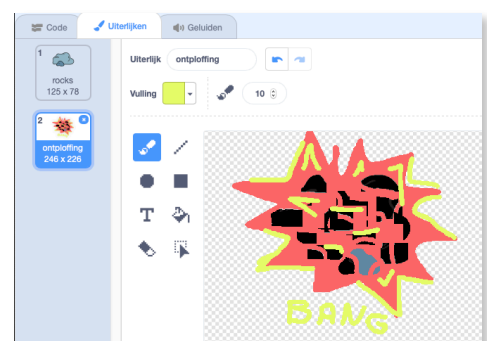 Code
Uiterlijken
Geluiden
1
rocks
125 x 78
2
ontploffing
246 x 226
Uiterlijk ontploffing
Vulling 10
T
BANG